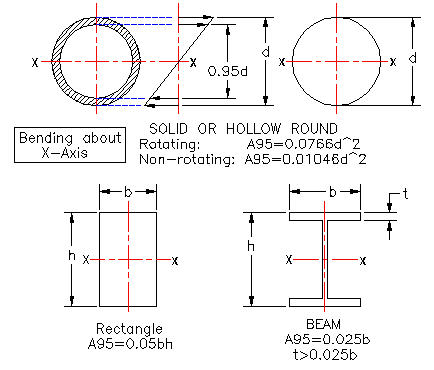 d
d
X
X
X
X
0.95d
SOLID OR HOLLOW ROUND
Bending about
X-Axis
Rotating: A95=0.0766d^2
Non-rotating: A95=0.01046d^2
b
b
t
h
h
X
X
X
X
Rectangle
A95=0.05bh
BEAM
A95=0.025b
t>0.025b